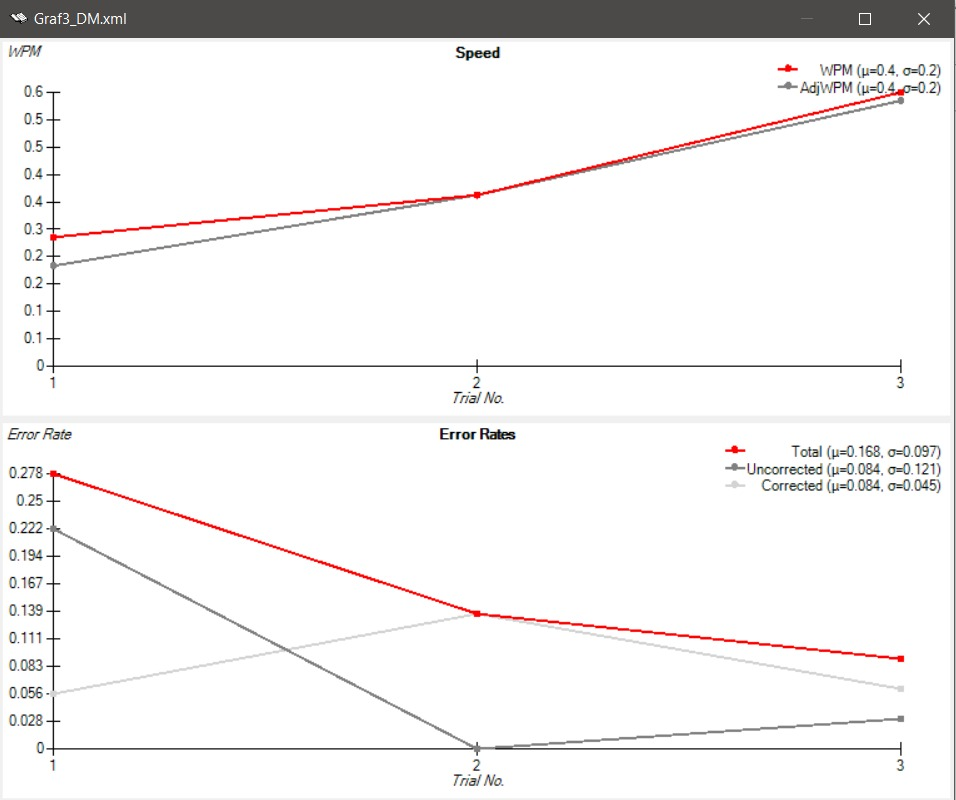 Graf3_DM.xml
WPM
Speed
WPM (μ=0.4, σ=0.2)
AdjWPM (μ=0.4, σ=0.2)
0.6
0.5
0.5
0.4
0.4
0.3
0.2
0.2
0.1
0.1
0
1 2 3
Trial No.
Error Rate
Error Rates
Total (μ=0.168, σ=0.097)
Uncorrected (μ=0.084, σ=0.121)
Corrected (μ=0.084, σ=0.045)
0.278
0.25
0.222
0.194
0.167
0.139
0.111
0.083
0.056
0.028
0
1 2 3
Trial No.